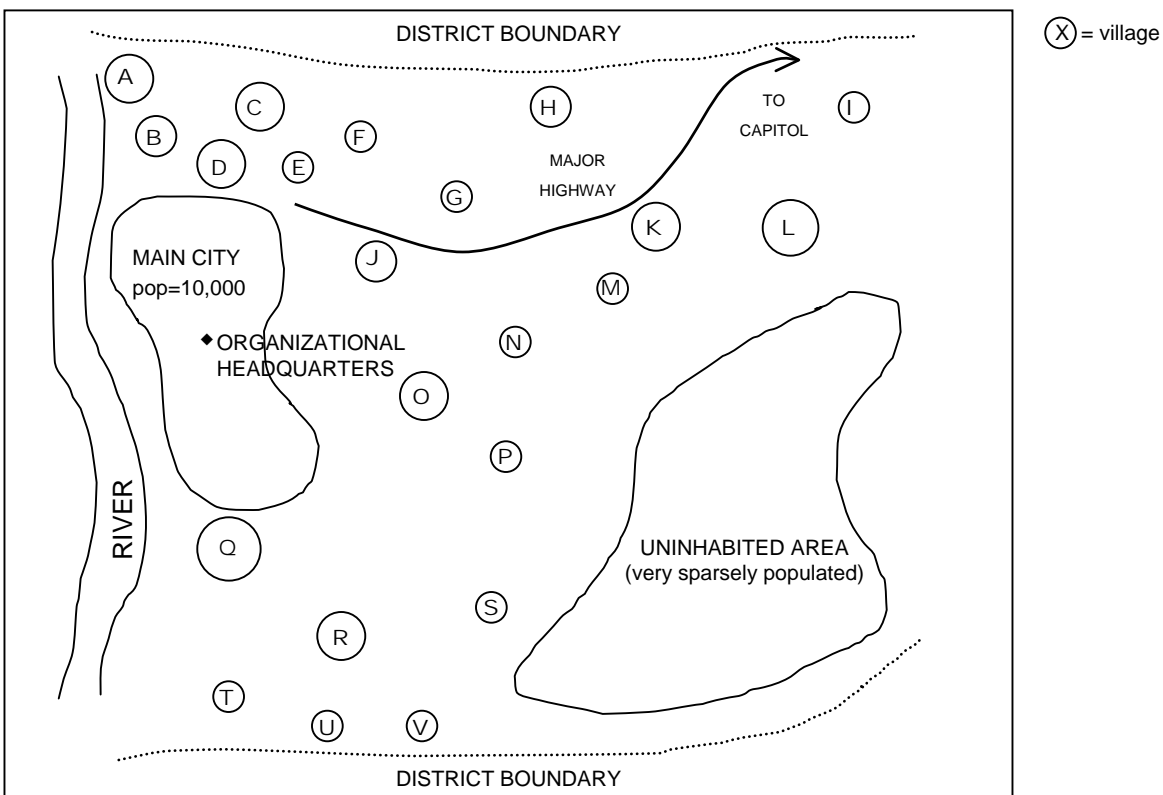 DISTRICT BOUNDARY
X = village
A
C
H
TO
CAPITOL
I
B
F
D
E
MAJOR
HIGHWAY
G
K
L
MAIN CITY
pop=10,000
J
M
ORGANIZATIONAL
HEADQUARTERS
N
O
P
RIVER
Q
UNINHABITED AREA
(very sparsely populated)
S
R
T
U
V
DISTRICT BOUNDARY